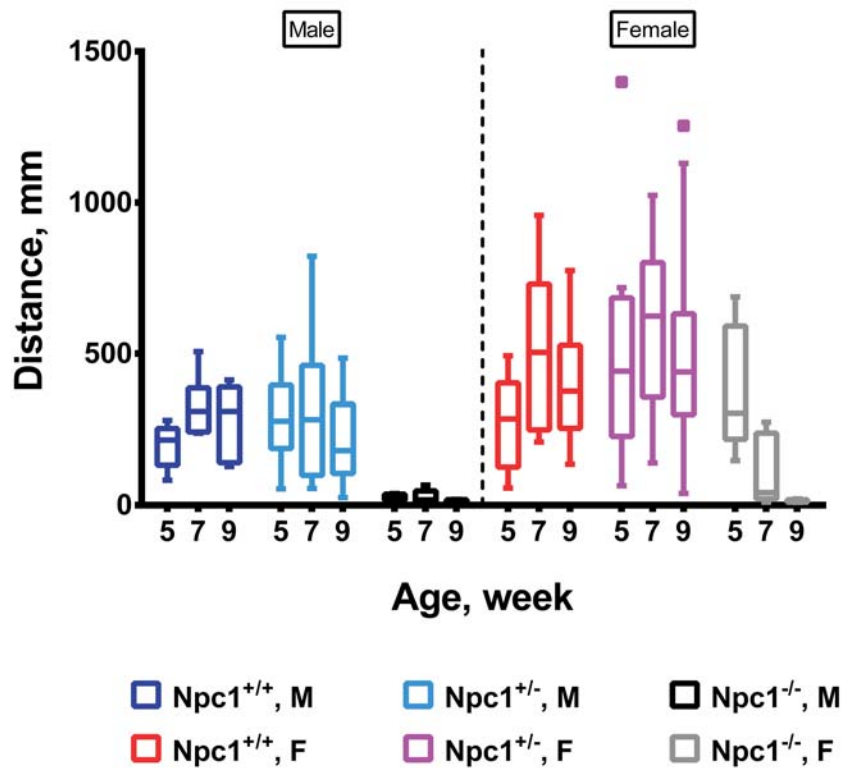 Male Female
1500
1000
500
0
Distance, mm
5 7 9 5 7 9 5 7 9 5 7 9 5 7 9 5 7 9
Age, week
Npc1+/+, M Npc1+/-, M Npc1-/-, M
Npc1+/+, F Npc1+/-, F Npc1-/-, F